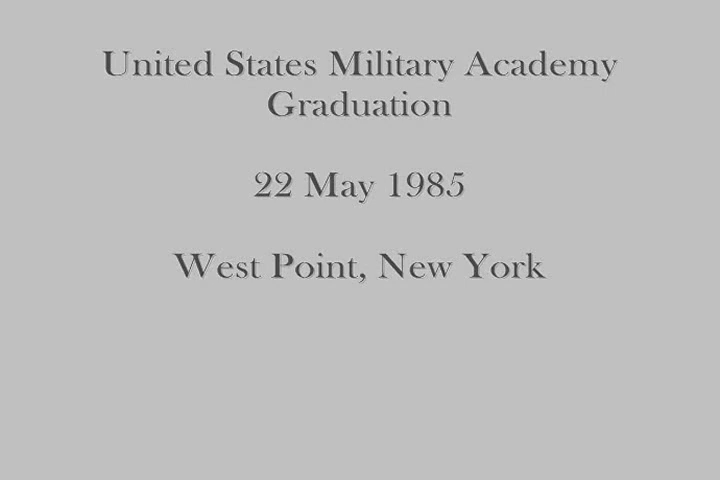 United States Military Academy
Graduation
22 May 1985
West Point, New York